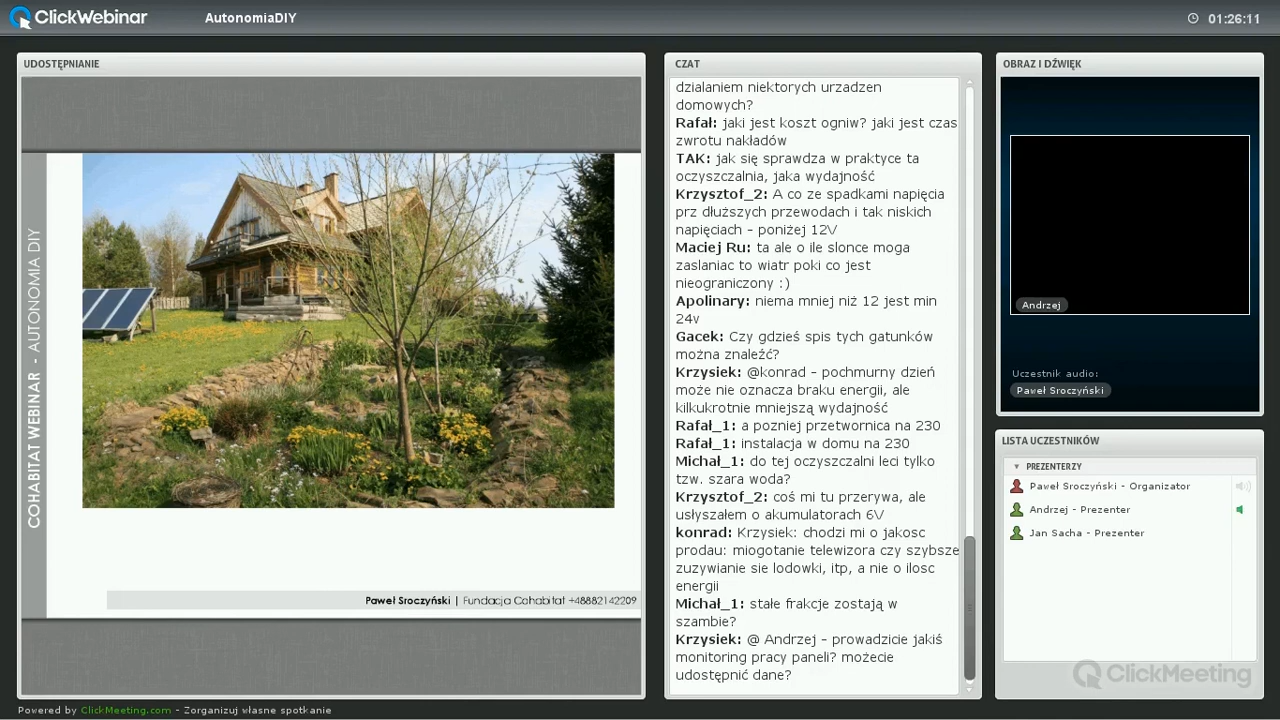 ClickWebinar
AutonomiaDIY
01:26:11
UDOSTĘPNIANIE
COHABITAT WEBINAR - AUTONOMIA DIY
Paweł Sroczyński | Fundacja Cohabitat +48882142209
CZAT
dzialaniem niektorych urzadzen
domowych?
Rafał: jaki jest koszt ogniw? jaki jest czas
zwrotu nakładów
TAK: jak się sprawdza w praktyce ta
oczyszczalnia, jaka wydajność
Krzysztof_2: A co ze spadkami napięcia
prz dłuższych przewodach i tak niskich
napięciach - poniżej 12V
Maciej Ru: ta ale o ile slonce moga
zaslaniac to wiatr poki co jest
nieograniczony :)
Apolinary: niema mniej niż 12 jest min
24v
Gacek: Czy gdzieś spis tych gatunków
można znaleźć?
Krzysiek: @konrad - pochmurny dzień
może nie oznacza braku energii, ale
kilkukrotnie mniejszą wydajność
Rafał_1: a pozniej przetwornica na 230
Rafał_1: instalacja w domu na 230
Michał_1: do tej oczyszczalni leci tylko
tzw. szara woda?
Krzysztof_2: coś mi tu przerywa, ale
usłyszałem o akumulatorach 6V
konrad: Krzysiek: chodzi mi o jakosc
prodau: miogotanie telewizora czy szybsze
zuzywianie sie lodowki, itp, a nie o ilosc
energii
Michał_1: stałe frakcje zostają w
szambie?
Krzysiek: @ Andrzej - prowadzicie jakiś
monitoring pracy paneli? możecie
udostępnić dane?
OBRAZ I DŹWIĘK
Andrzej
Uczestnik audio:
Paweł Sroczyński
LISTA UCZESTNIKÓW
PREZENTERZY
Paweł Sroczyński - Organizator
Andrzej - Prezenter
Jan Sacha - Prezenter
ClickMeeting
Powered by ClickMeeting.com - Zorganizuj własne spotkanie